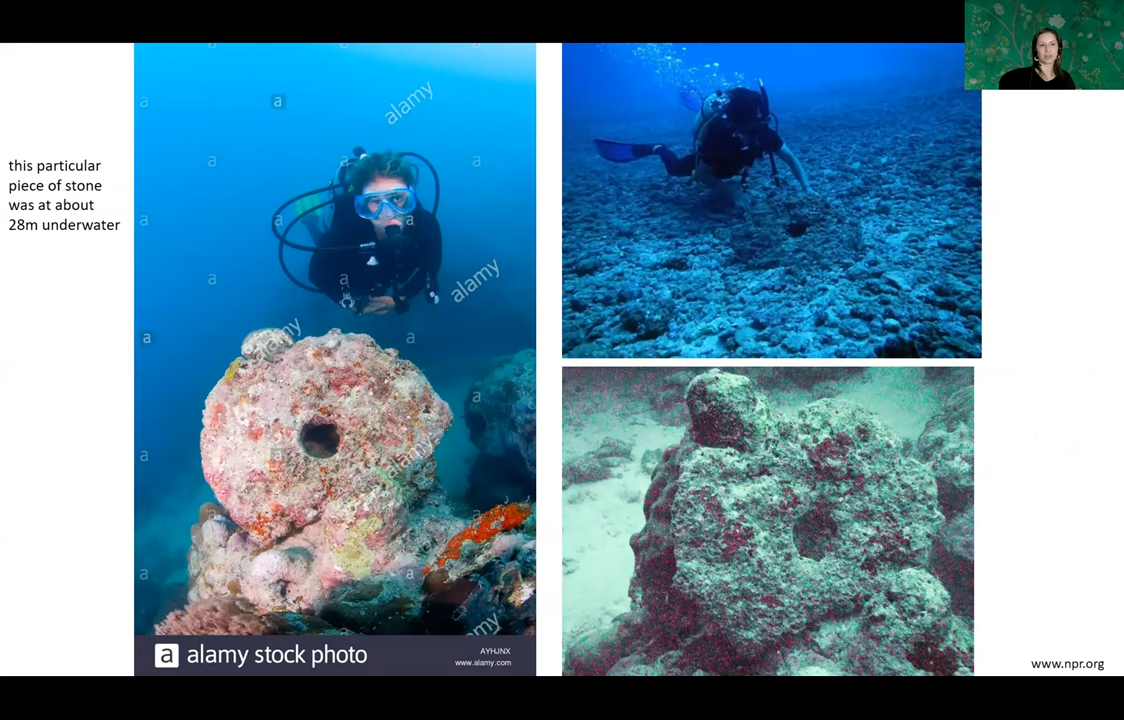 this particular
piece of stone
was at about
28m underwater
alamy
alamy
alamy
alamy
a alamy stock photo
AYHJNX
www.alamy.com
www.npr.org